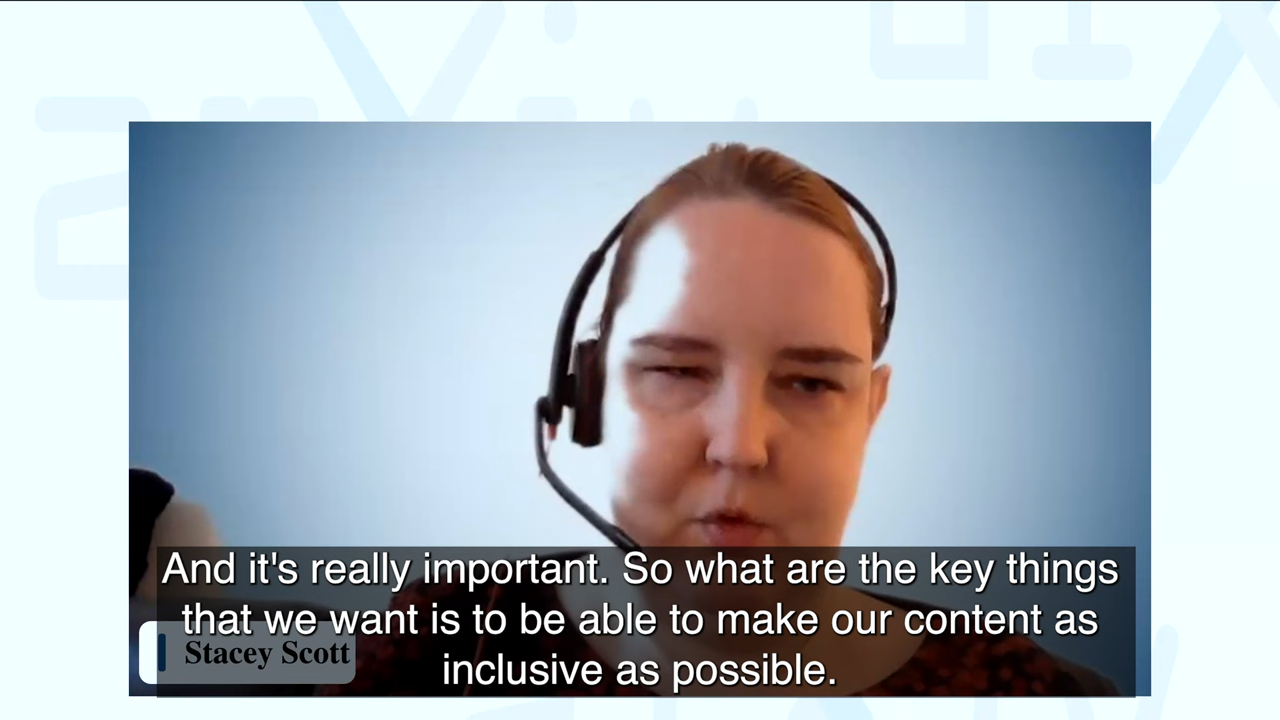 And it's really important. So what are the key things
that we want is to be able to make our content as
Stacey Scott
inclusive as possible.